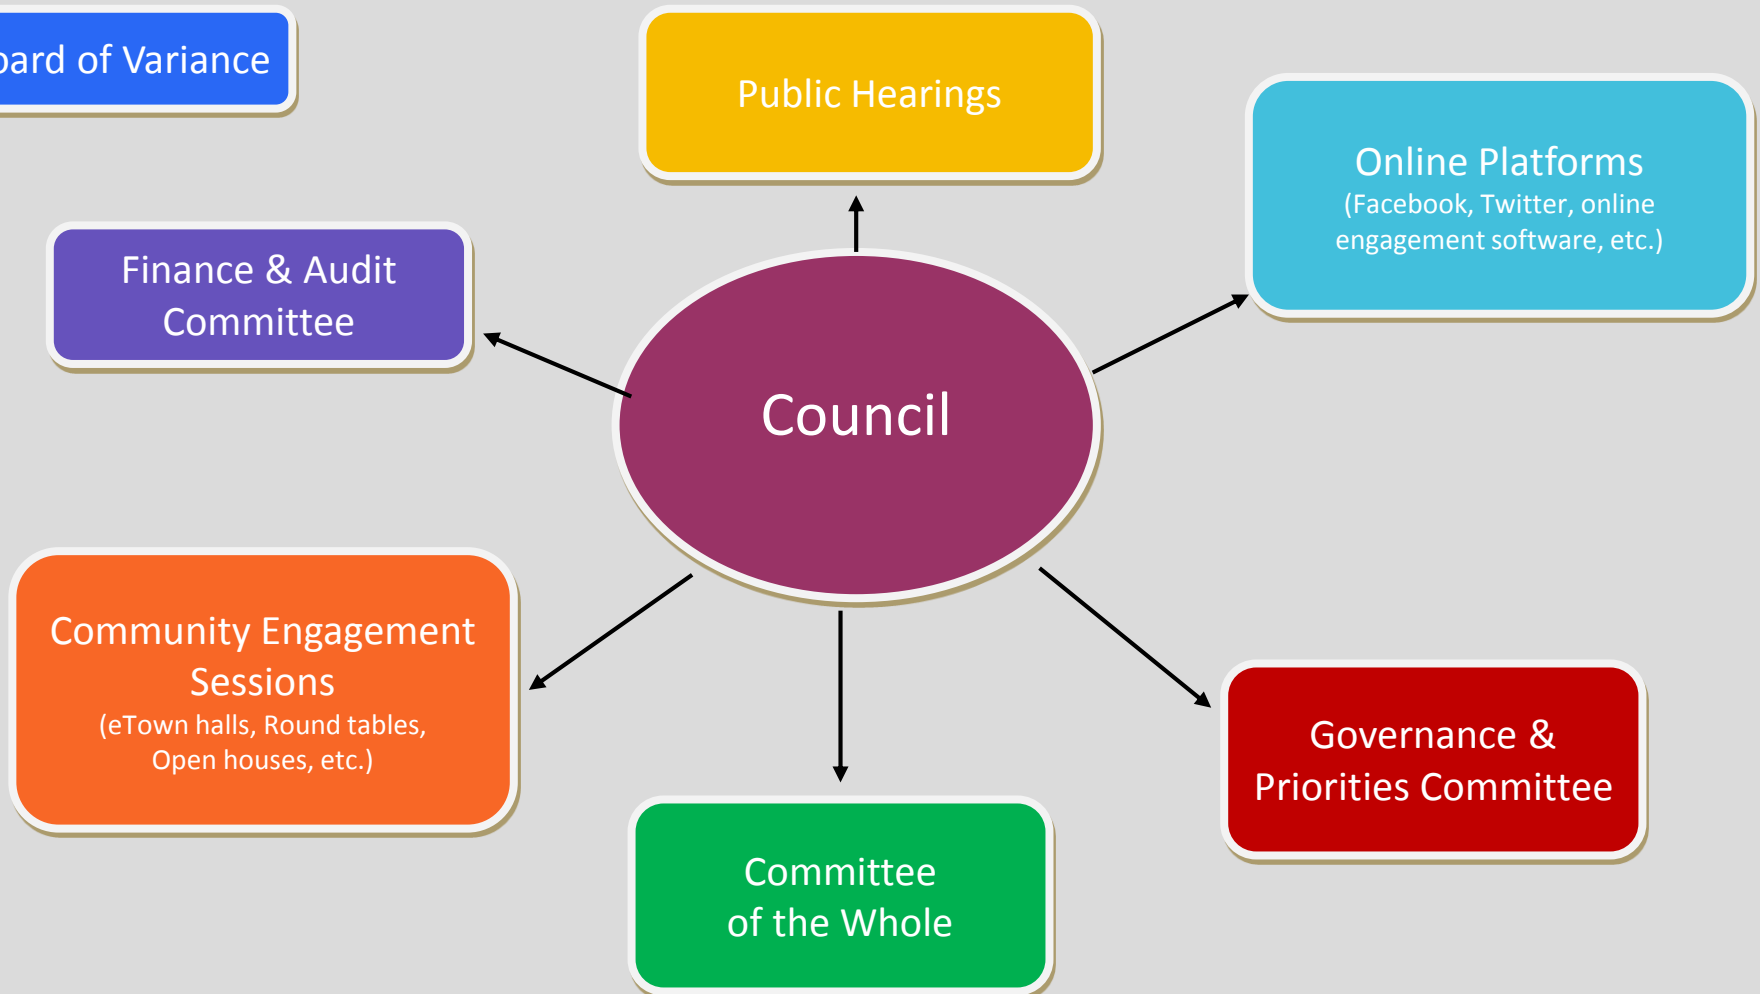 oard of Variance
Public Hearings
Online Platforms
(Facebook, Twitter, online
engagement software, etc.)
Finance & Audit
Committee
Council
Community Engagement
Sessions
(eTown halls, Round tables,
Open houses, etc.)
Governance &
Priorities Committee
Committee
of the Whole